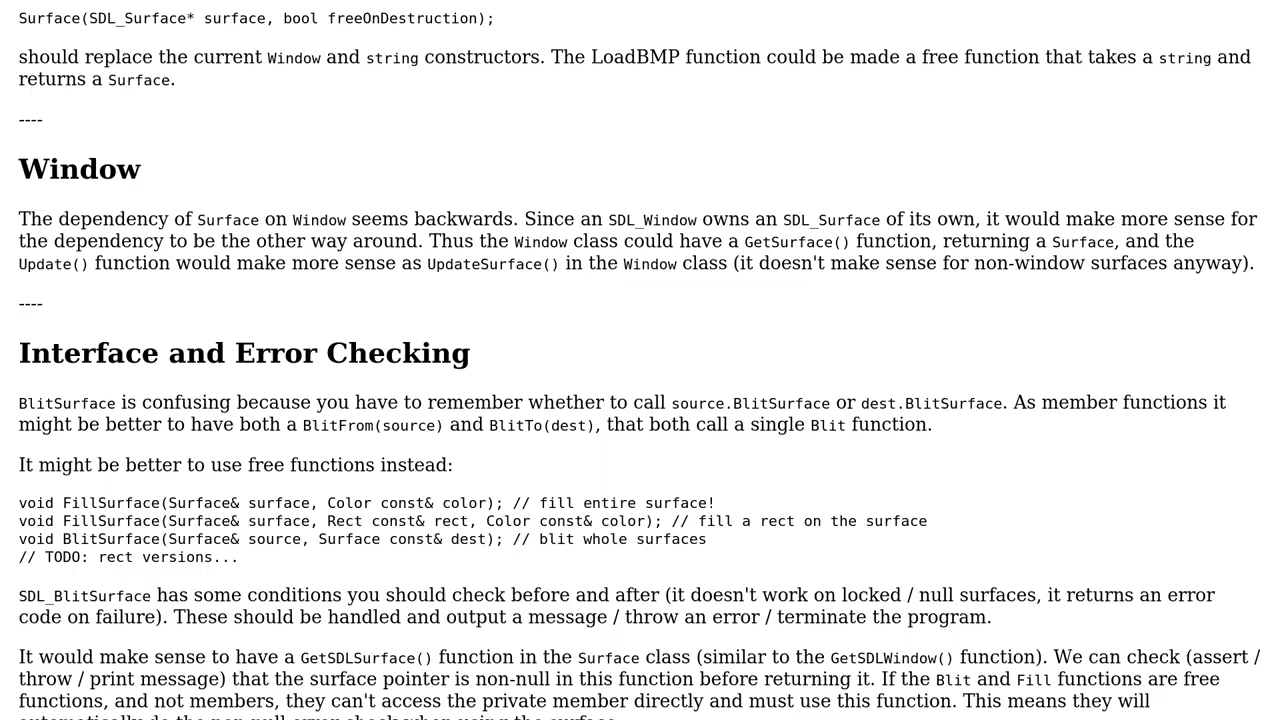 Surface(SDL_Surface* surface, bool freeOnDestruction);
should replace the current Window and string constructors. The LoadBMP function could be made a free function that takes a string and
returns a Surface.
----
Window
The dependency of Surface on Window seems backwards. Since an SDL_Window owns an SDL_Surface of its own, it would make more sense for
the dependency to be the other way around. Thus the Window class could have a GetSurface() function, returning a Surface, and the
Update() function would make more sense as UpdateSurface() in the Window class (it doesn't make sense for non-window surfaces anyway).
----
Interface and Error Checking
BlitSurface is confusing because you have to remember whether to call source.BlitSurface or dest.BlitSurface. As member functions it
might be better to have both a BlitFrom(source) and BlitTo(dest), that both call a single Blit function.
It might be better to use free functions instead:
void FillSurface(Surface& surface, Color const& color); // fill entire surface!
void FillSurface(Surface& surface, Rect const& rect, Color const& color); // fill a rect on the surface
void BlitSurface(Surface& source, Surface const& dest); // blit whole surfaces
// TODO: rect versions...
SDL_BlitSurface has some conditions you should check before and after (it doesn't work on locked / null surfaces, it returns an error
code on failure). These should be handled and output a message / throw an error / terminate the program.
It would make sense to have a GetSDLSurface() function in the Surface class (similar to the GetSDLWindow() function). We can check (assert /
throw / print message) that the surface pointer is non-null in this function before returning it. If the Blit and Fill functions are free
functions, and not members, they can't access the private member directly and must use this function. This means they will
automatically do the non-null error check when using the surface.